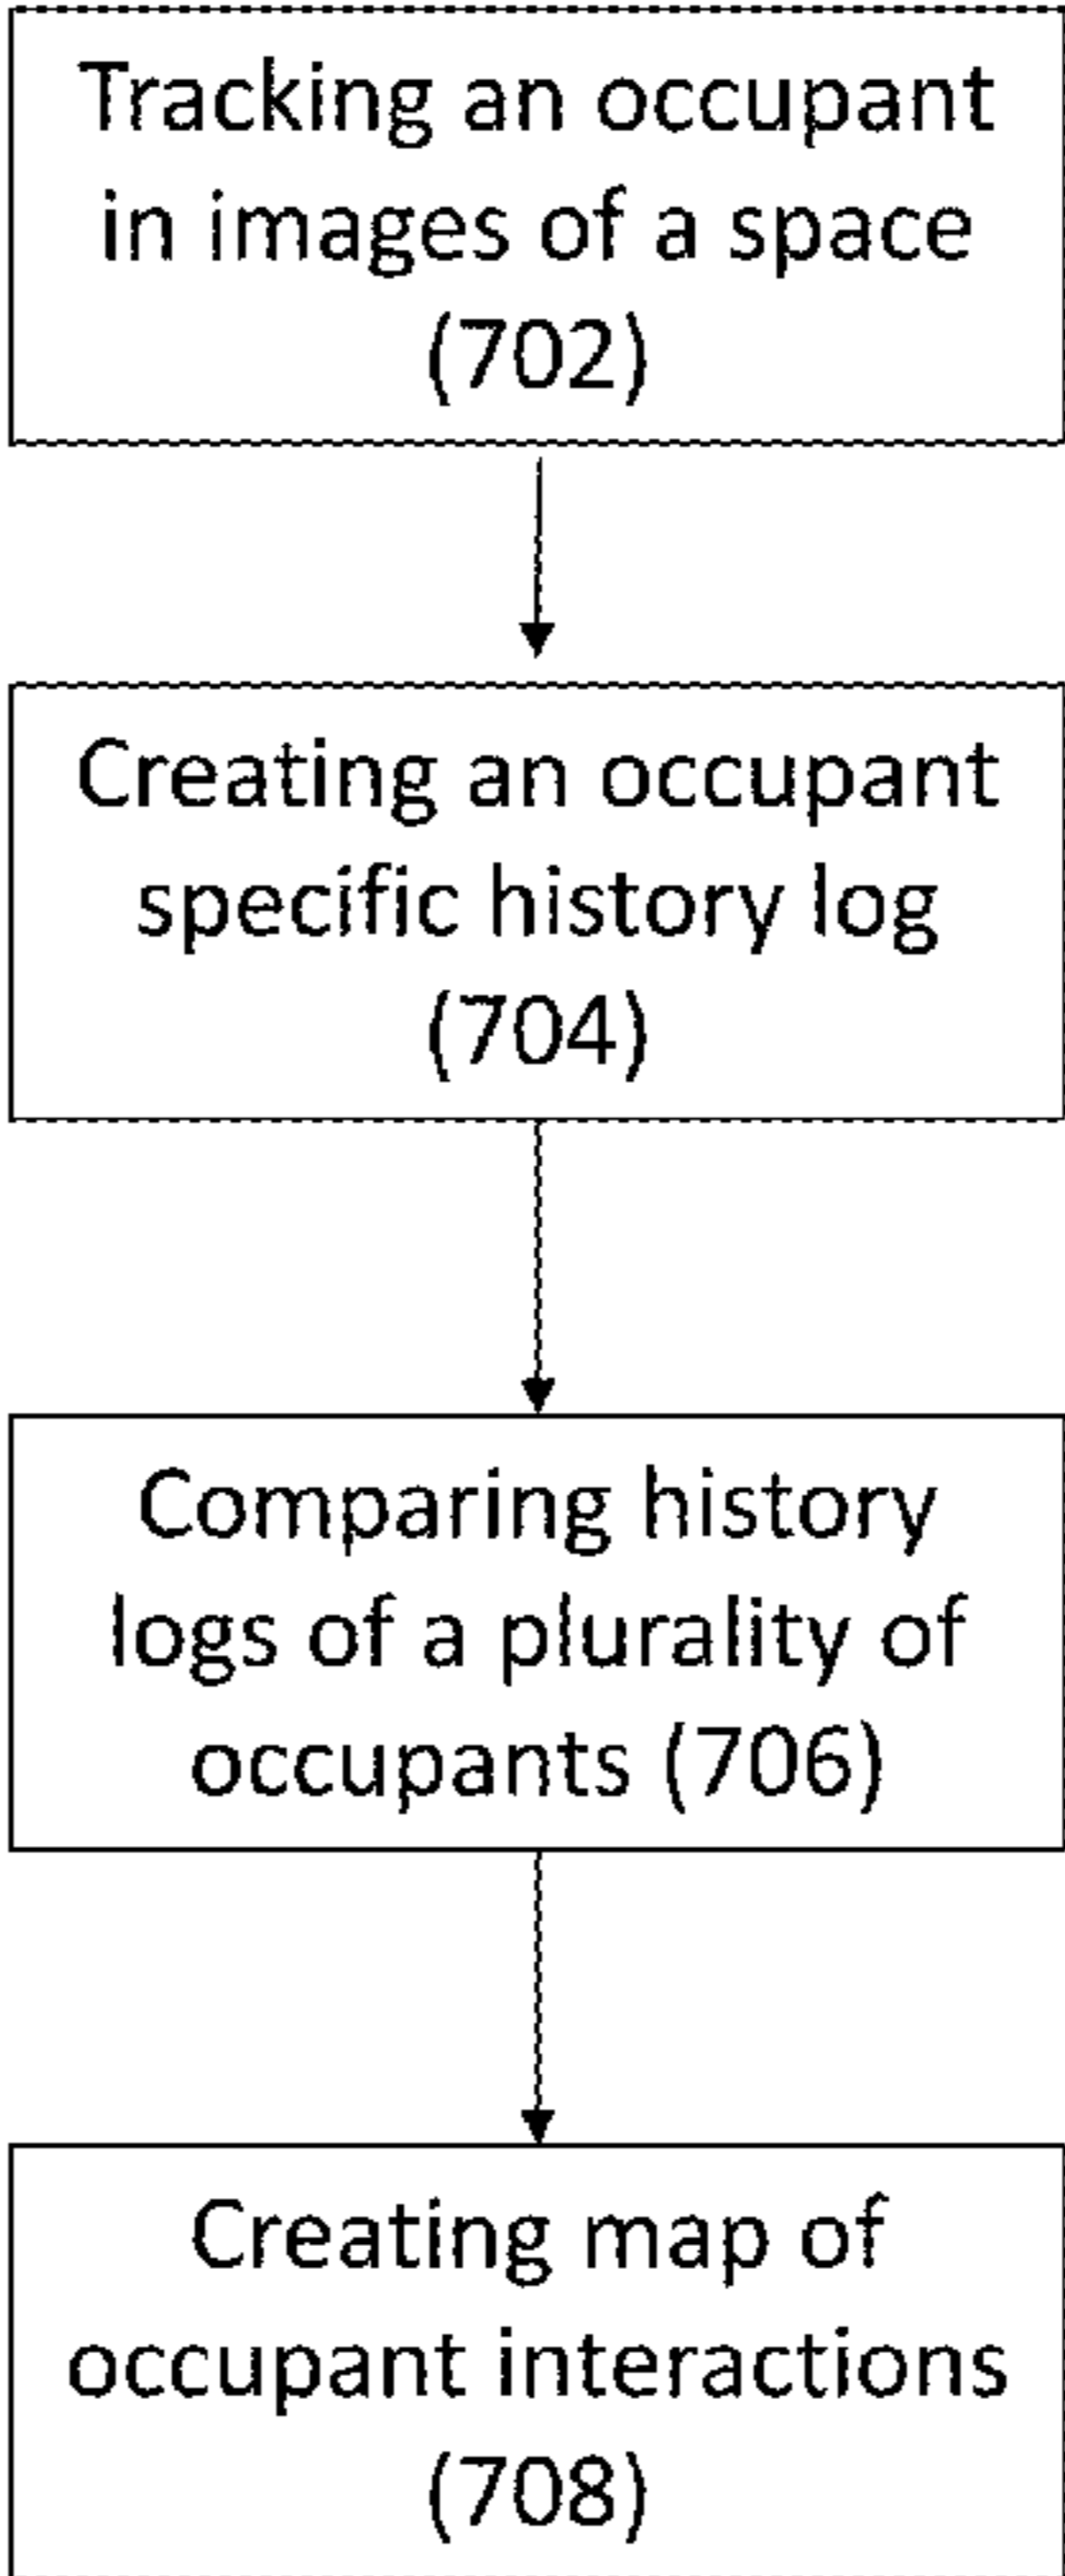 Tracking an occupant
in images of a space
(702)
Creating an occupant
specific history log
(704)
Comparing history
logs of a plurality of
occupants (706)
Creating map of
occupant interactions
(708)